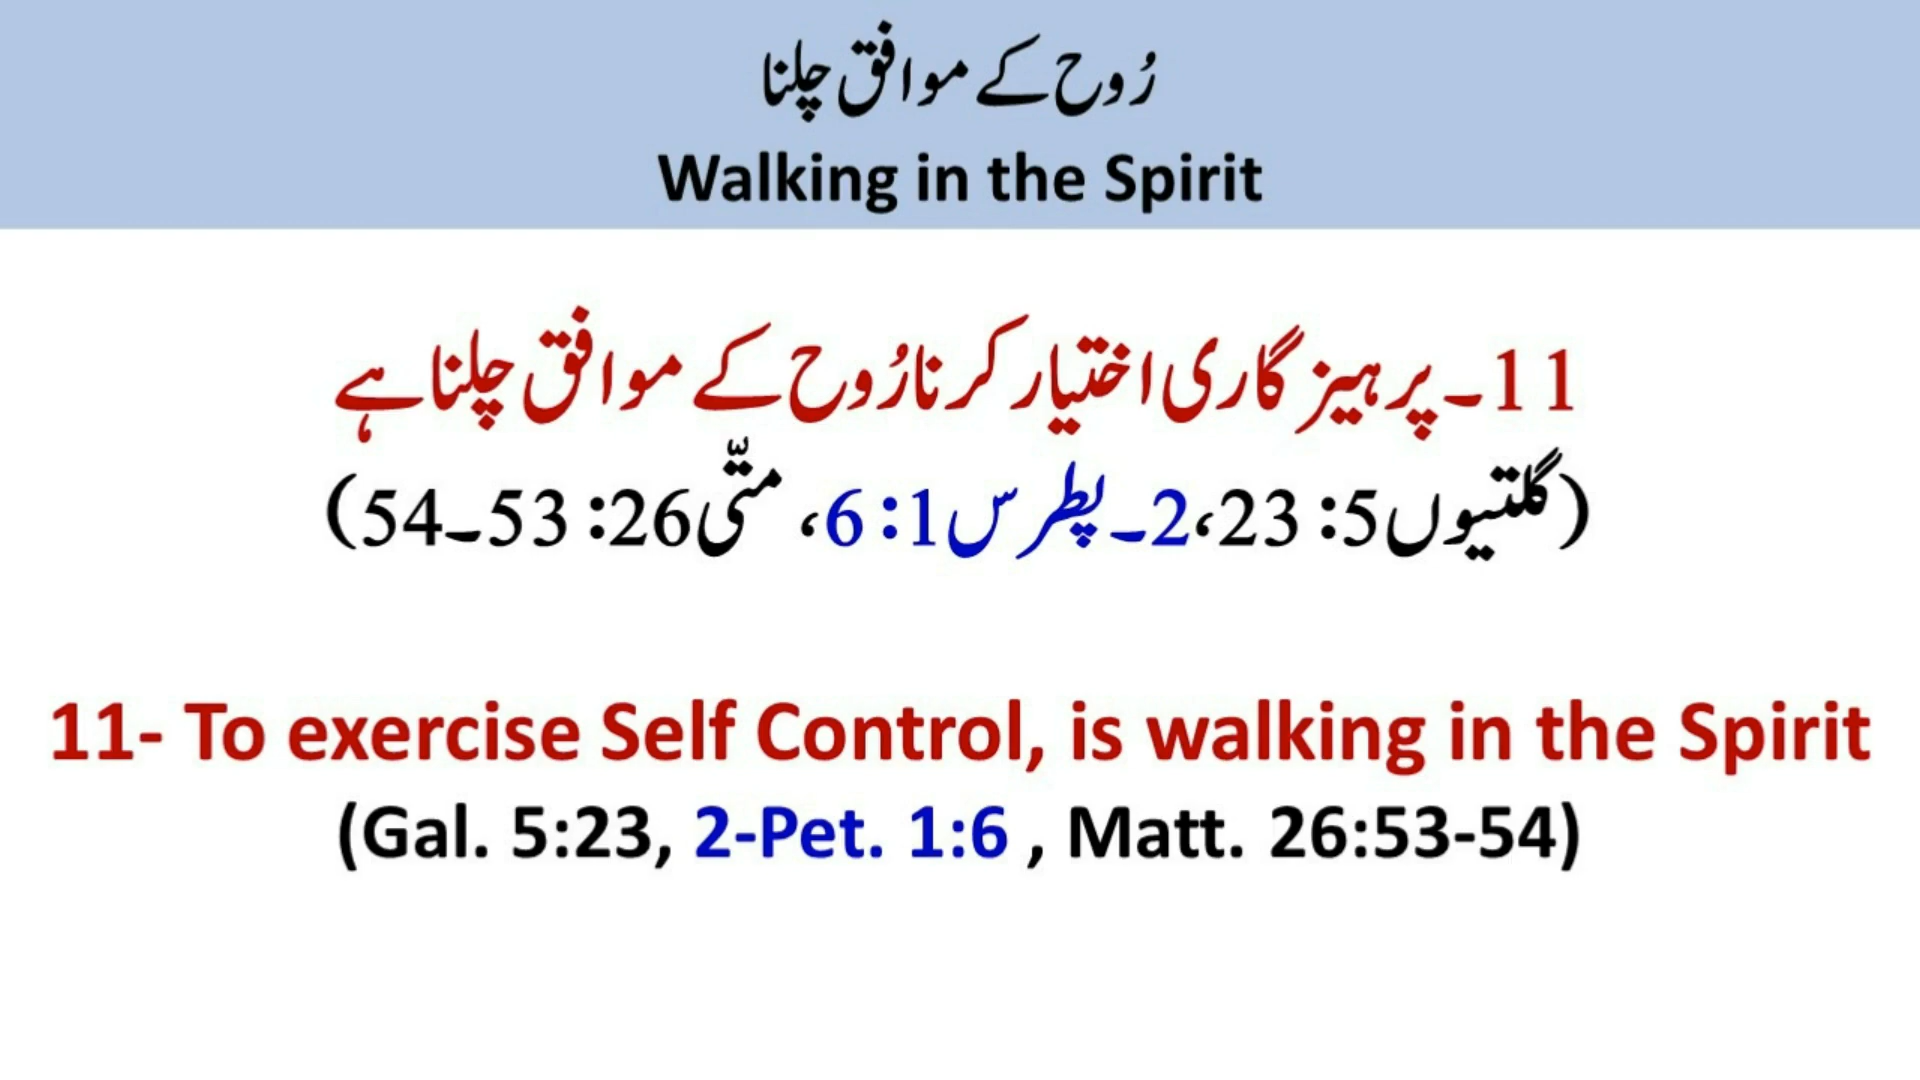 رُوح کے موافق چلنا
Walking in the Spirit
11۔ پرہیز گاری اختیار کرنا رُوح کے موافق چلنا ہے
(گلتیوں 5: 23، 2۔ پطرس 1: 6، متّی 26: 53۔54)
11- To exercise Self Control, is walking in the Spirit
(Gal. 5:23, 2-Pet. 1:6 , Matt. 26:53-54)